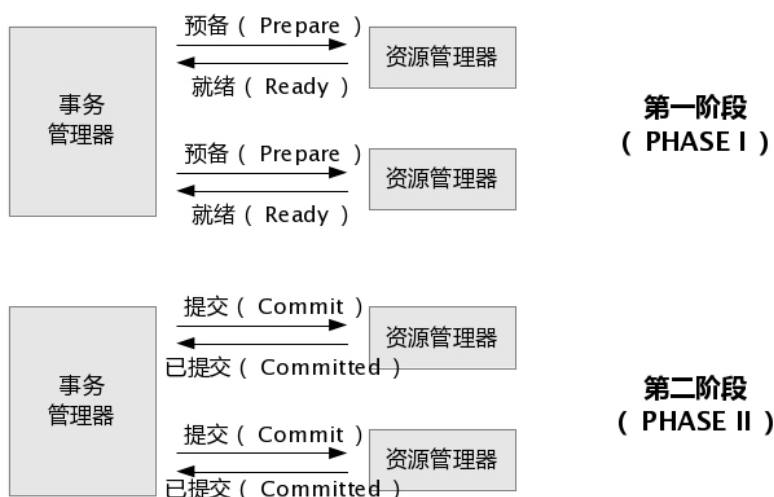 预备（ Prepare ）
资源管理器
就绪（ Ready ）
事务
管理器
第一阶段
（ PHASE I ）
预备（ Prepare ）
资源管理器
就绪（ Ready ）
提交（ Commit ）
资源管理器
已提交（ Committed ）
事务
管理器
第二阶段
（ PHASE II ）
提交（ Commit ）
资源管理器
已提交（ Committed ）